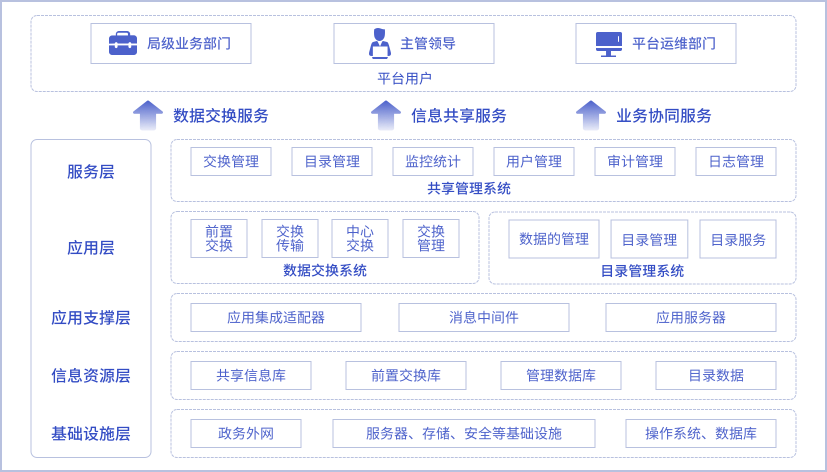 局级业务部门
主管领导
平台运维部门
平台用户
数据交换服务
信息共享服务
业务协同服务
服务层
交换管理
目录管理
监控统计
用户管理
审计管理
日志管理
共享管理系统
应用层
前置
交换
交换
传输
中心
交换
交换
管理
数据交换系统
数据的管理
目录管理
目录服务
目录管理系统
应用支撑层
应用集成适配器
消息中间件
应用服务器
信息资源层
共享信息库
前置交换库
管理数据库
目录数据
基础设施层
政务外网
服务器、存储、安全等基础设施
操作系统、数据库